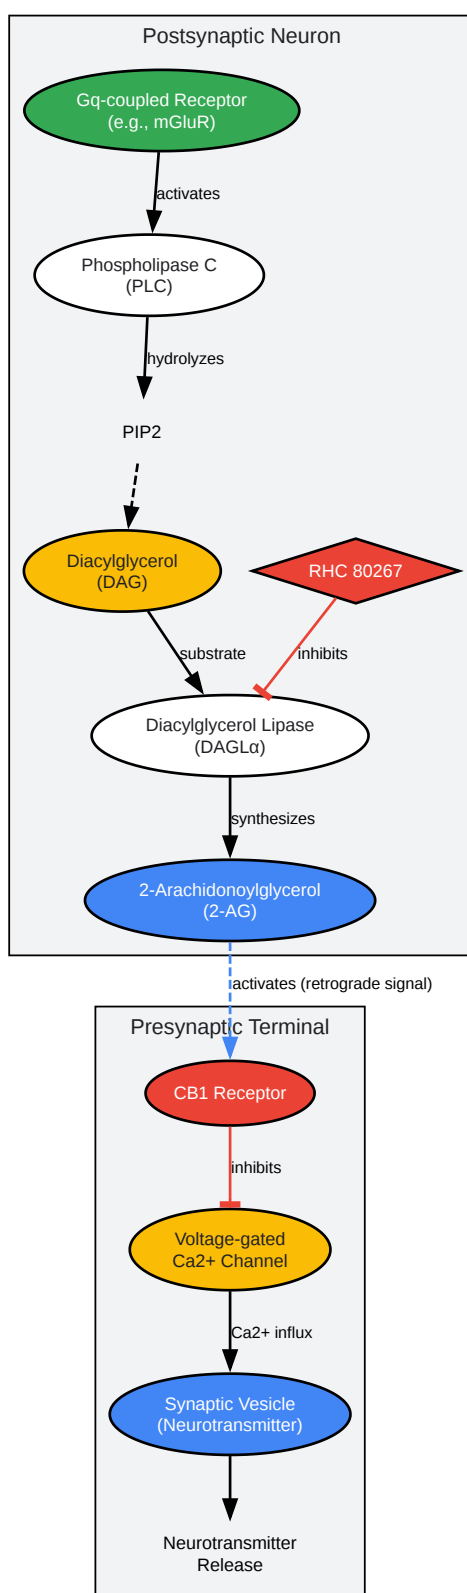 Postsynaptic Neuron
Gq-coupled Receptor
(e.g., mGluR)
activates
Phospholipase C
(PLC)
hydrolyzes
PIP2
Diacylglycerol
(DAG)
RHC 80267
substrate
inhibits
Diacylglycerol Lipase
(DAGLα)
synthesizes
2-Arachidonoylglycerol
(2-AG)
activates (retrograde signal)
Presynaptic Terminal
CB1 Receptor
inhibits
Voltage-gated
Ca2+ Channel
Ca2+ influx
Synaptic Vesicle
(Neurotransmitter)
Neurotransmitter
Release